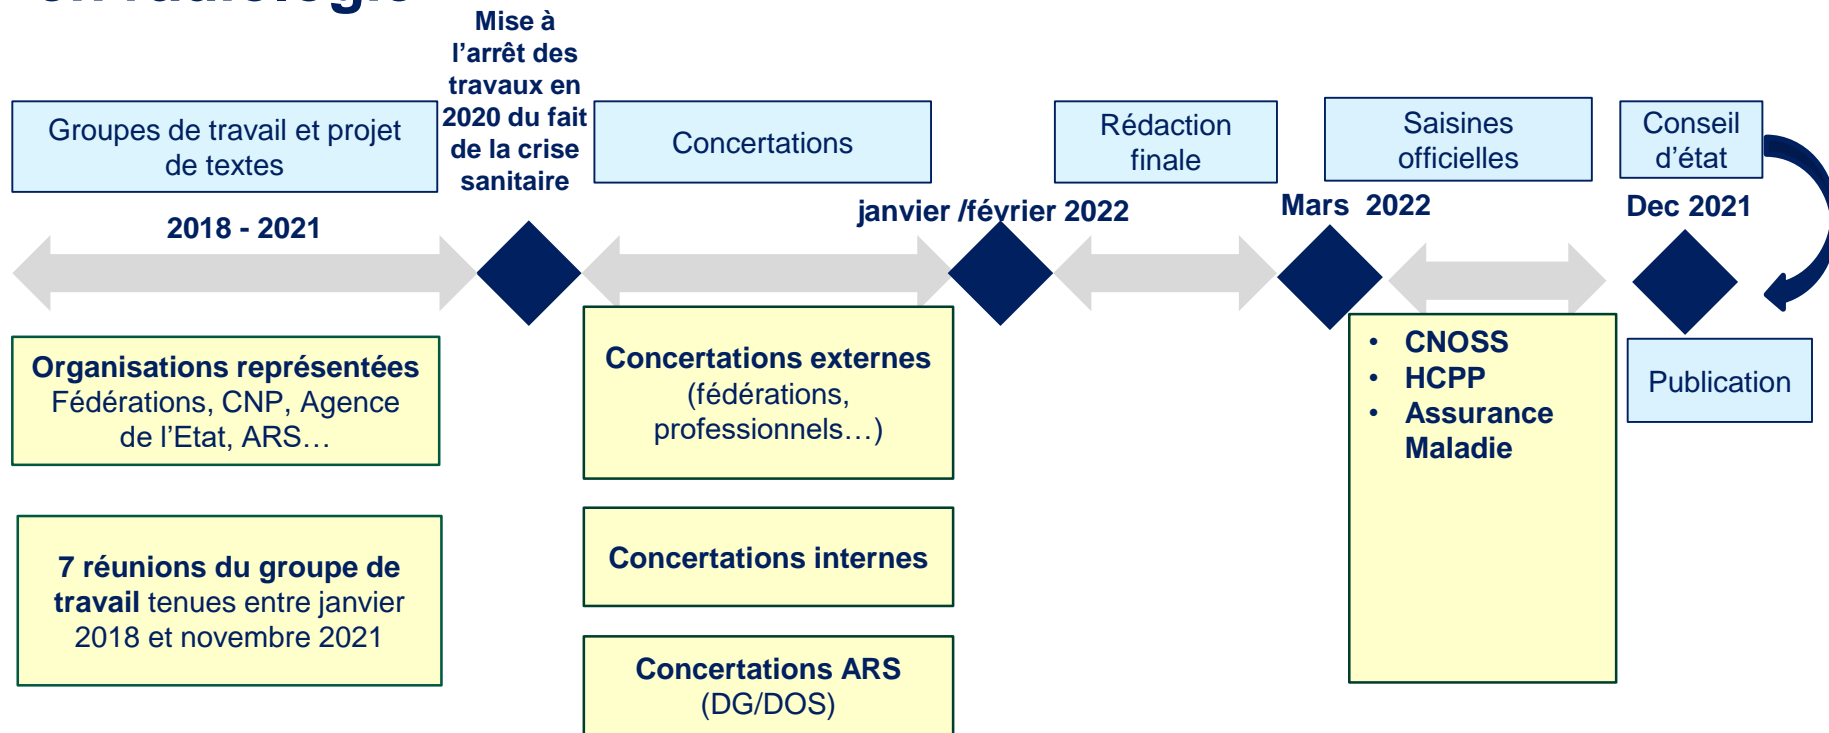 en radiologie
Mise à
l'arrêt des
travaux en
2020 du fait
de la crise
sanitaire
Groupes de travail et projet
de textes
Concertations
Rédaction
finale
Saisines
officielles
Conseil
d'état
2018 - 2021
janvier /février 2022
Mars 2022
Dec 2021
Organisations représentées
Fédérations, CNP, Agence
de l'Etat, ARS…
7 réunions du groupe de
travail tenues entre janvier
2018 et novembre 2021
Concertations externes
(fédérations,
professionnels…)
Concertations internes
Concertations ARS
(DG/DOS)
• CNOSS
• HCPP
• Assurance
Maladie
Publication